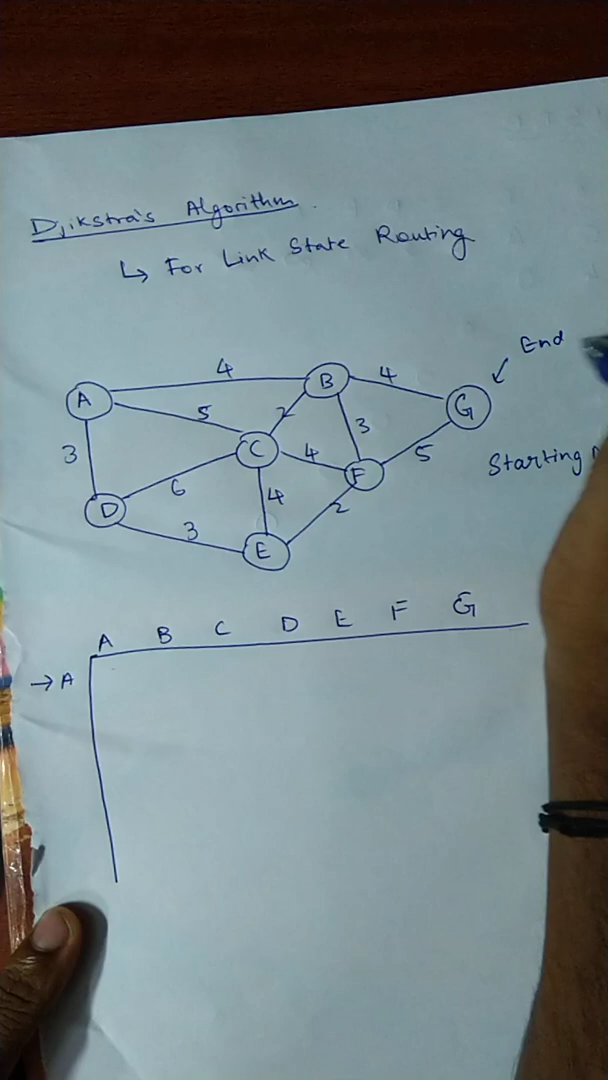 Djikstra's Algorithm.
↳ For Link State Routing
End
A 4 B 4 G
5 2 3
3 C 4 F 5
6 4
D 3 E 2
Starting
A B C D E F G
→ A